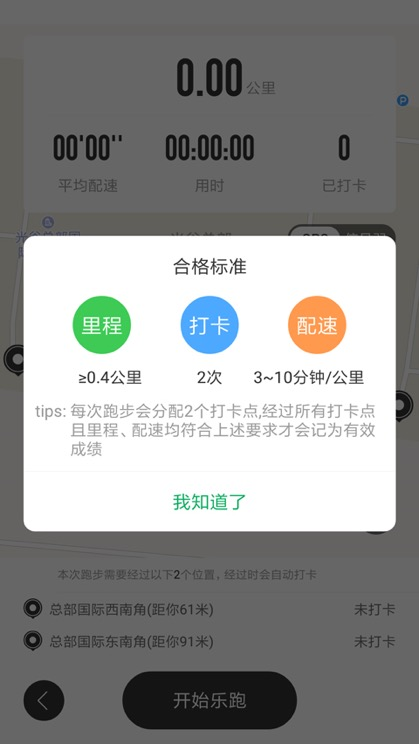 0.00公里
00'00'' 00:00:00 0
平均配速 用时 已打卡
合格标准
里程 打卡 配速
≥0.4公里 2次 3~10分钟/公里
tips: 每次跑步会分配2个打卡点,经过所有打卡点
且里程、配速均符合上述要求才会记为有效
成绩
我知道了
本次跑步需要经过以下2个位置，经过时会自动打卡
总部国际西南角(距你61米) 未打卡
总部国际东南角(距你91米) 未打卡
开始乐跑